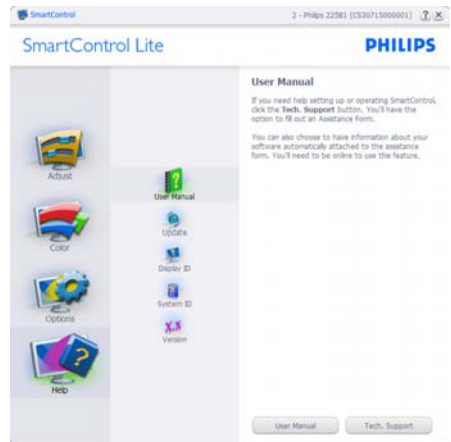 SmartControl
2 - Philips 225B1 (CS30715000001)
SmartControl Lite
PHILIPS
Adjust
Color
Options
Help
User Manual
Update
Display ID
System ID
X.X
Version
User Manual
If you need help setting up or operating SmartControl,
click the Tech. Support button. You'll have the
option to fill out an Assistance Form.
You can also choose to have information about your
software automatically attached to the assistance
form. You'll need to be online to use the feature.
User Manual
Tech. Support